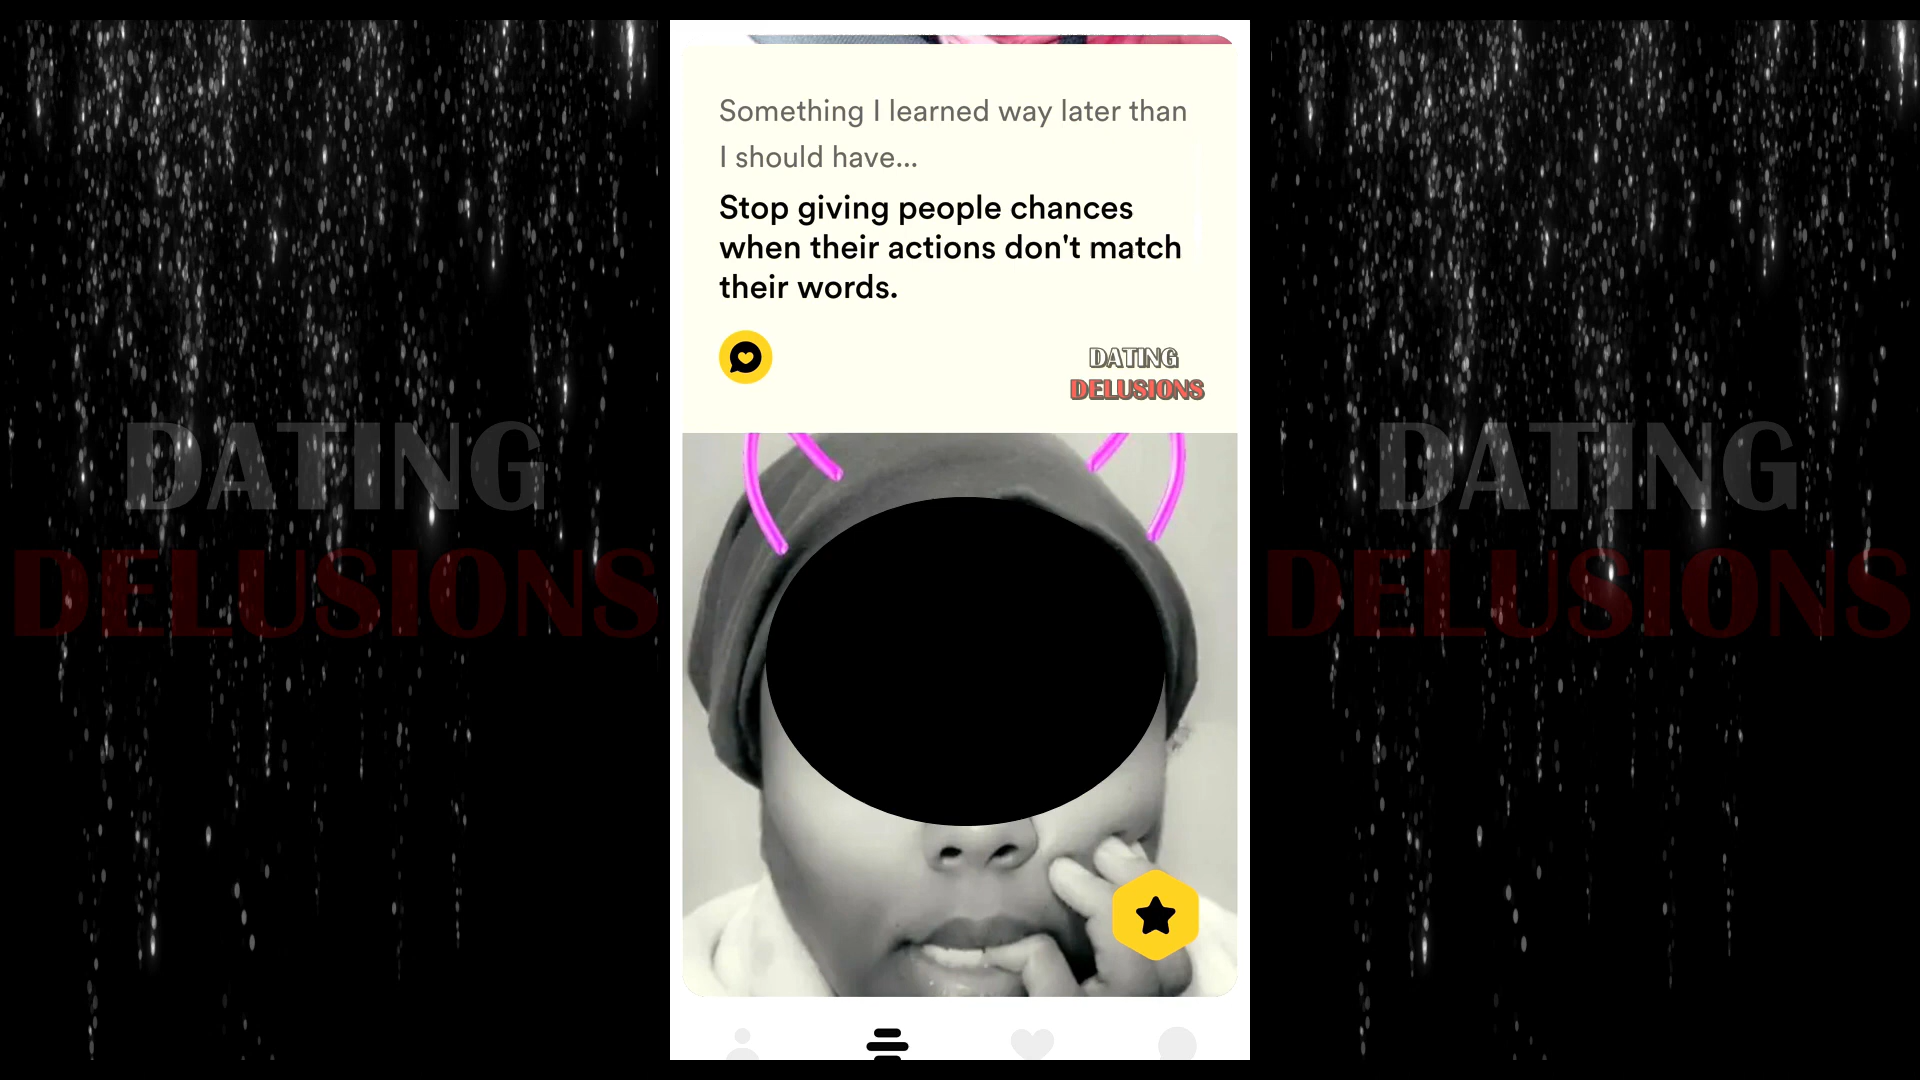 Something I learned way later than
I should have...
Stop giving people chances
when their actions don't match
their words.
DATING
DELUSIONS
DATING
DELUSIONS
DATING
DELUSIONS